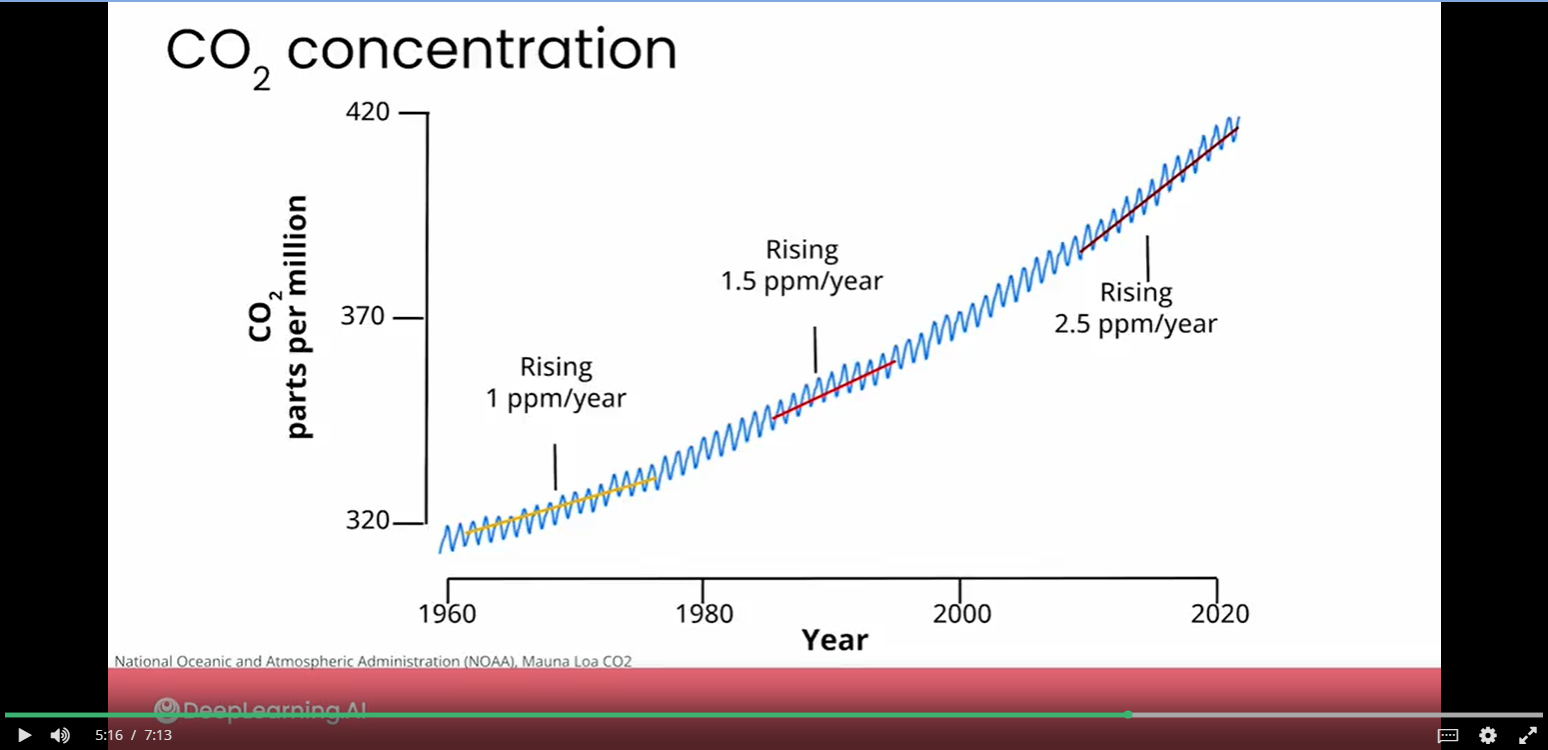 CO₂ concentration
420
370
320
CO₂
parts per million
Rising
1 ppm/year
Rising
1.5 ppm/year
Rising
2.5 ppm/year
1960
1980
2000
2020
Year
National Oceanic and Atmospheric Administration (NOAA), Mauna Loa CO2
DeepLearning.AI
5:16 / 7:13